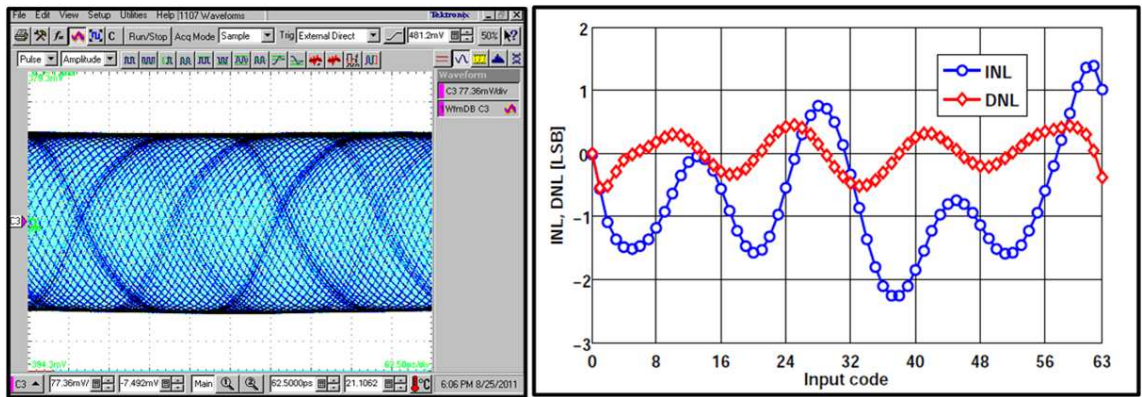 File Edit View Setup Utilities Help 1107 Waveforms Tektronix
C Run/Stop Acq Mode Sample Trig External Direct 481.2mV 50%
Pulse Amplitude
Waveform
C3 77.36mV/div
WfmDB C3
C3
C3 77.36mV/ -7.492mV Main 62.5000ps 21.1062 °C 6:06 PM 8/25/2011
INL, DNL [LSB]
2
1
0
−1
−2
−3
INL
DNL
0 8 16 24 32 40 48 56 63
Input code